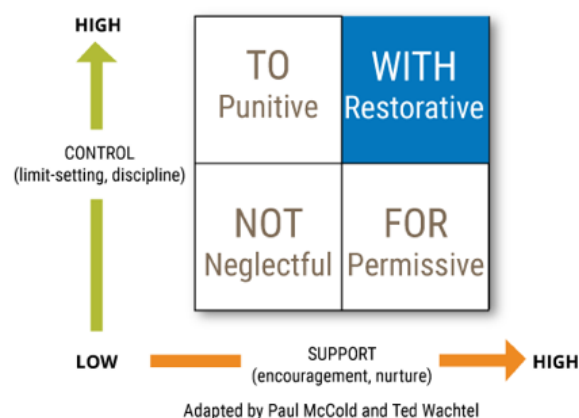 HIGH
TO
Punitive
WITH
Restorative
CONTROL
(limit-setting, discipline)
NOT
Neglectful
FOR
Permissive
LOW
SUPPORT
(encouragement, nurture)
HIGH
Adapted by Paul McCold and Ted Wachtel